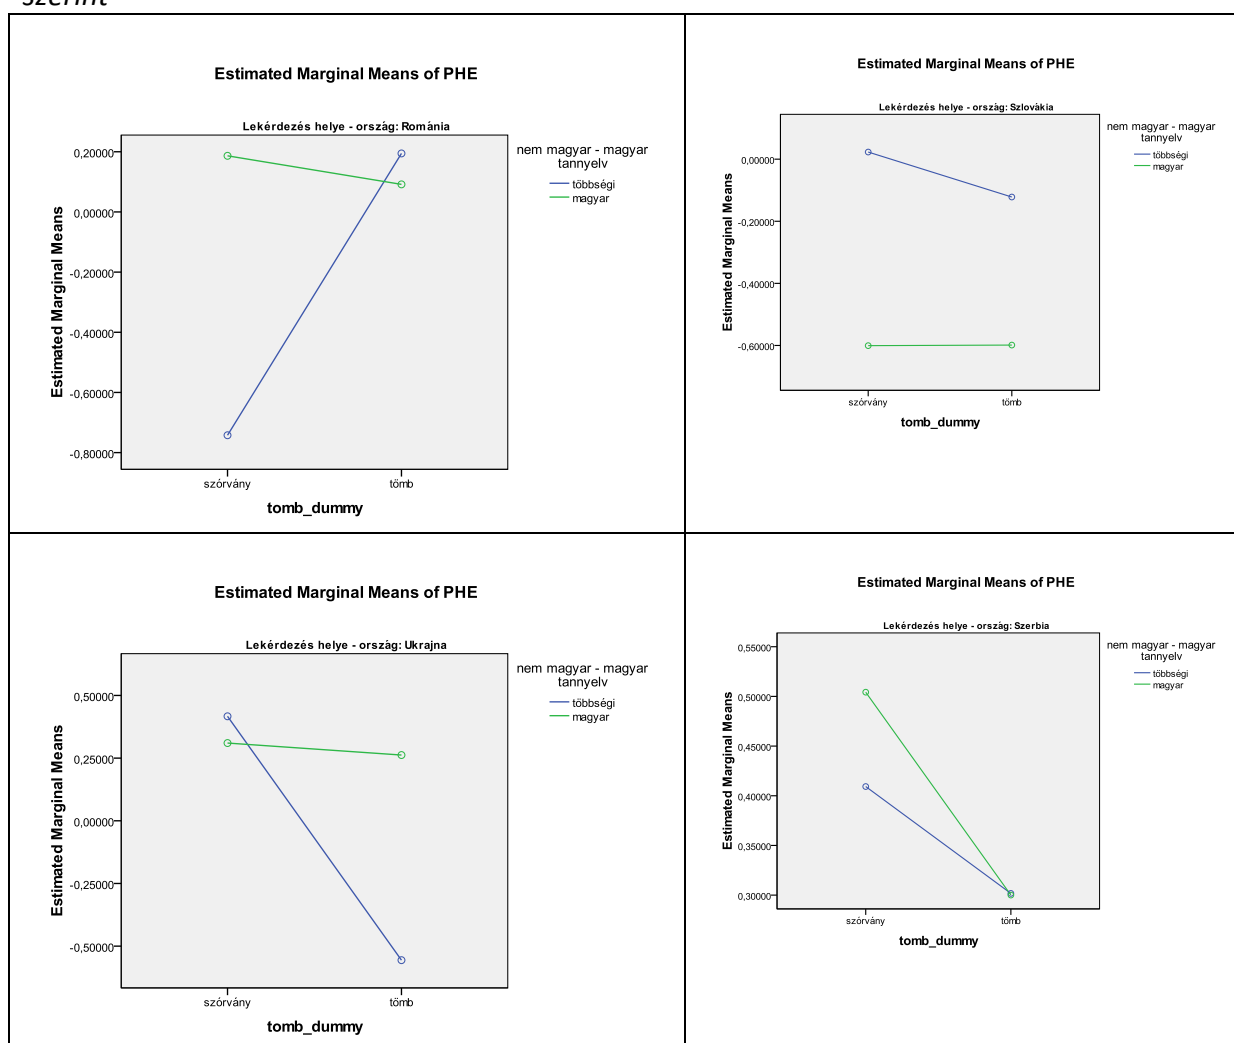 szerint
Estimated Marginal Means of PHE
Lekérdezés helye - ország: Románia
nem magyar - magyar
tannyelv
többségi
magyar
Estimated Marginal Means
0,20000
0,00000
-0,20000
-0,40000
-0,60000
-0,80000
szórvány
tömb
tomb_dummy
Estimated Marginal Means of PHE
Lekérdezés helye - ország: Szlovákia
nem magyar - magyar
tannyelv
többségi
magyar
Estimated Marginal Means
0,00000
-0,20000
-0,40000
-0,60000
szórvány
tömb
tomb_dummy
Estimated Marginal Means of PHE
Lekérdezés helye - ország: Ukrajna
nem magyar - magyar
tannyelv
többségi
magyar
Estimated Marginal Means
0,50000
0,25000
0,00000
-0,25000
-0,50000
szórvány
tömb
tomb_dummy
Estimated Marginal Means of PHE
Lekérdezés helye - ország: Szerbia
nem magyar - magyar
tannyelv
többségi
magyar
Estimated Marginal Means
0,55000
0,50000
0,45000
0,40000
0,35000
0,30000
szórvány
tömb
tomb_dummy